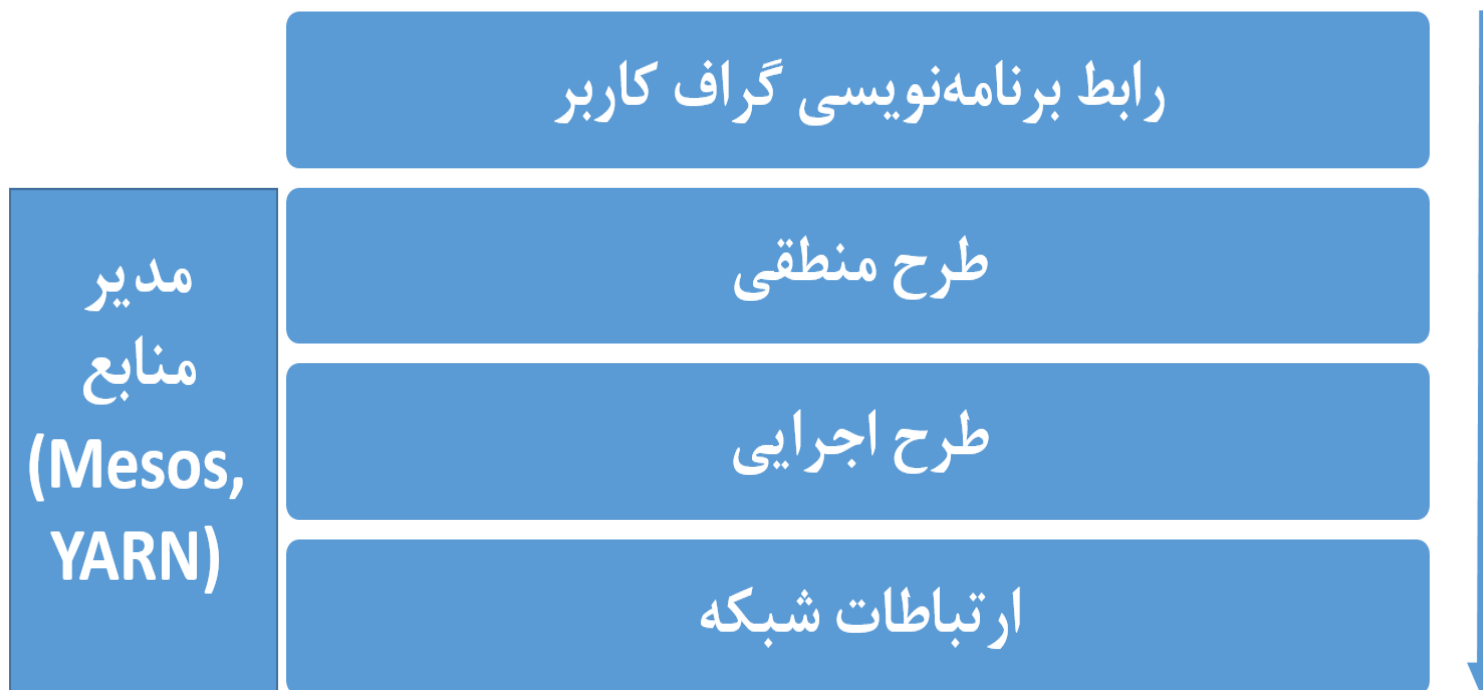 رابط برنامه‌نویسی گراف کاربر
طرح منطقی
طرح اجرایی
ارتباطات شبکه
مدیر
منابع
(Mesos,
YARN)